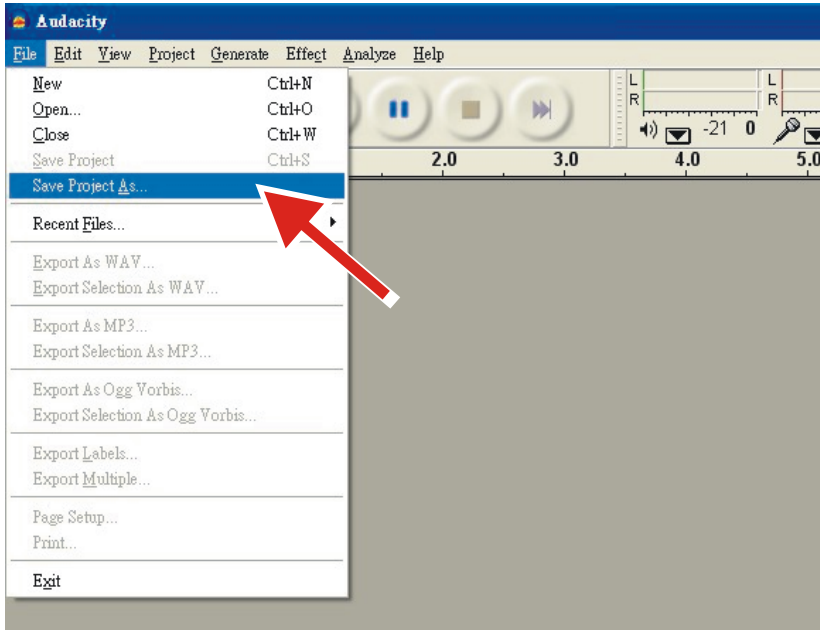 Audacity
File Edit View Project Generate Effect Analyze Help
New Ctrl+N
Open... Ctrl+O
Close Ctrl+W
Save Project Ctrl+S
Save Project As...
Recent Files...
Export As WAV...
Export Selection As WAV...
Export As MP3...
Export Selection As MP3...
Export As Ogg Vorbis...
Export Selection As Ogg Vorbis...
Export Labels...
Export Multiple...
Page Setup...
Print...
Exit
L
R
-21 0
L
R
2.0 3.0 4.0 5.0